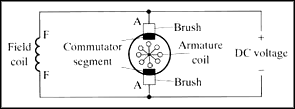 A
Brush
+
F
Field
coil
F
Commutator
segment
Armature
coil
DC voltage
−
A
Brush